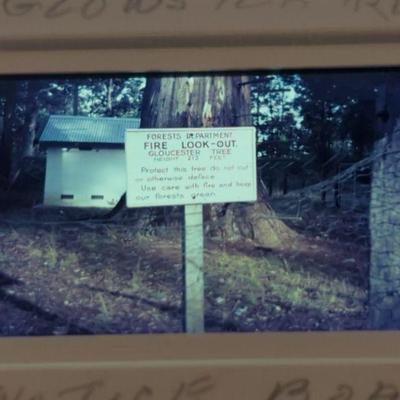 FORESTS DEPARTMENT
FIRE LOOK-OUT.
GLOUCESTER TREE
HEIGHT 212 FEET
Protect this tree do not cut
or otherwise deface
Use care with fire and keep
our forests green